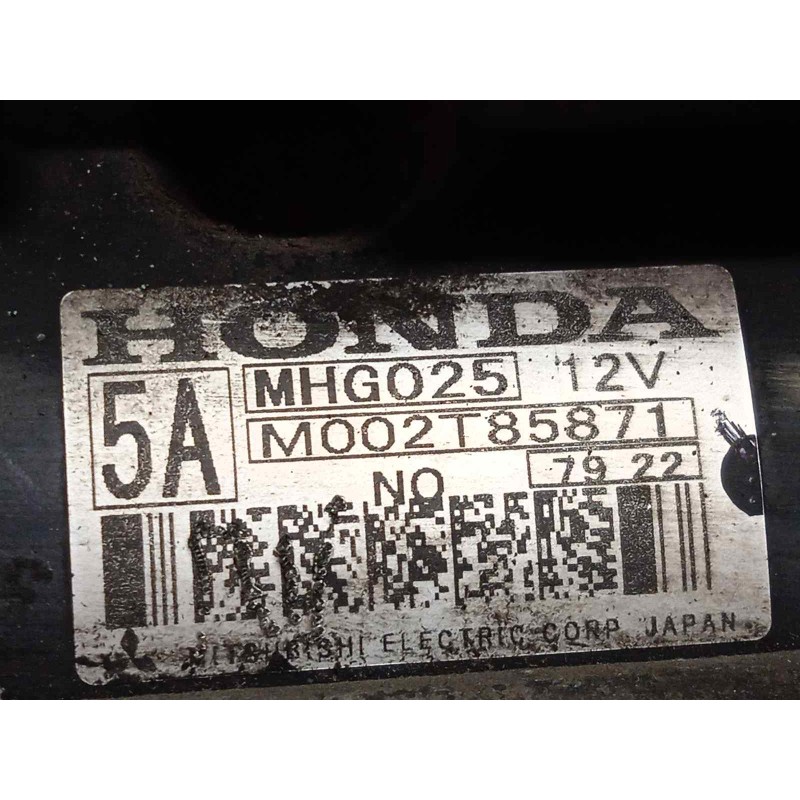 HONDA
5A MHG025 12V
M002T85871
NO 79 22
MITSUBISHI ELECTRIC CORP. JAPAN